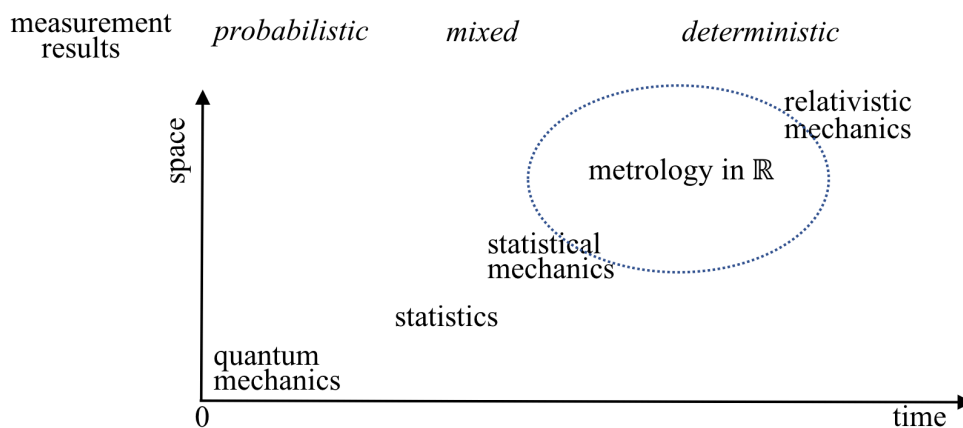 measurement
results
probabilistic
mixed
deterministic
space
relativistic
mechanics
metrology in ℝ
statistical
mechanics
statistics
quantum
mechanics
0
time